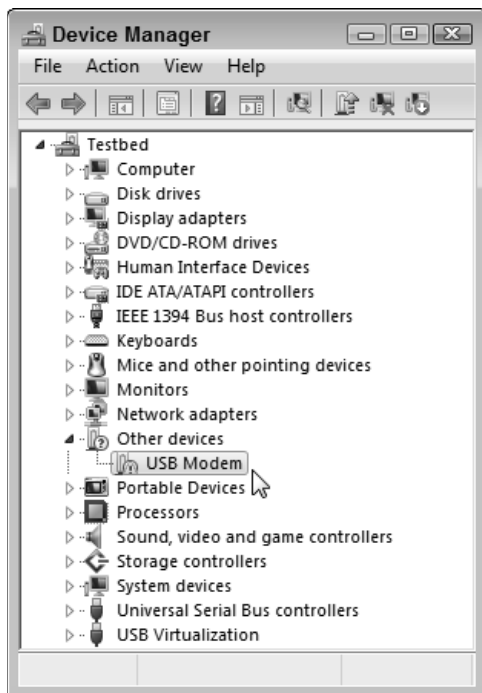 Device Manager
File Action View Help
Testbed
Computer
Disk drives
Display adapters
DVD/CD-ROM drives
Human Interface Devices
IDE ATA/ATAPI controllers
IEEE 1394 Bus host controllers
Keyboards
Mice and other pointing devices
Monitors
Network adapters
Other devices
USB Modem
Portable Devices
Processors
Sound, video and game controllers
Storage controllers
System devices
Universal Serial Bus controllers
USB Virtualization